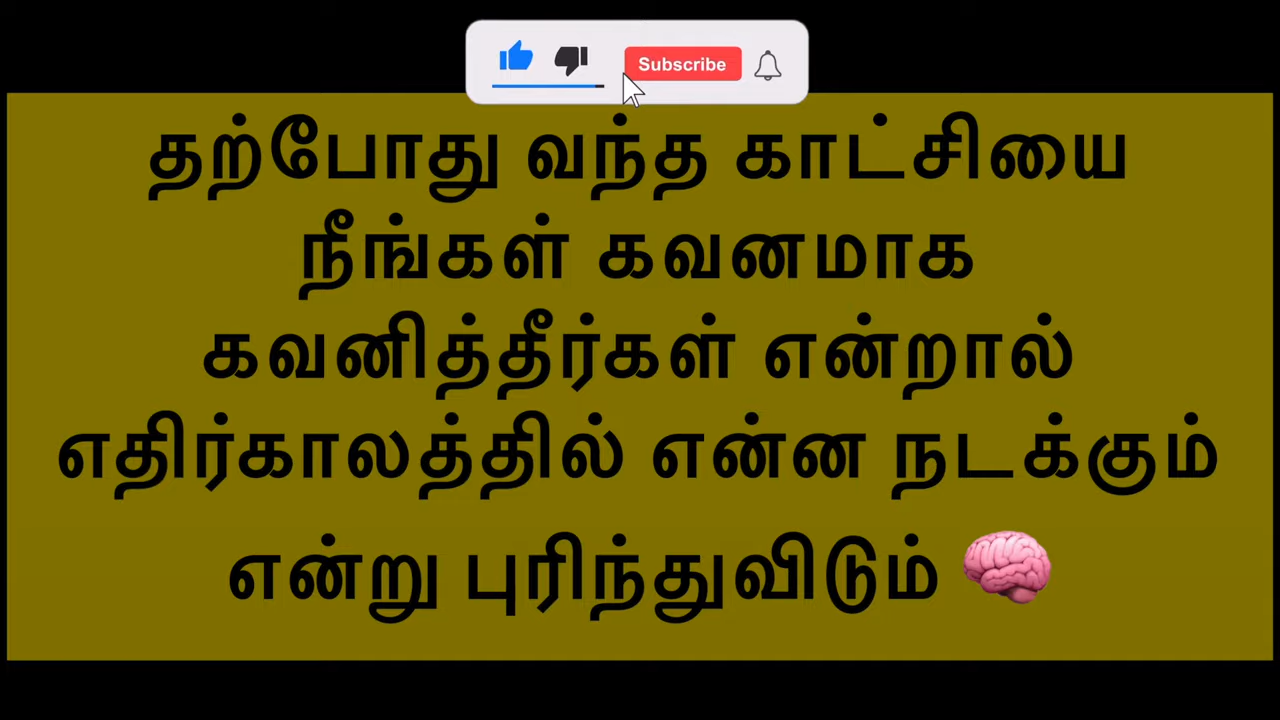 Subscribe
தற்போது வந்த காட்சியை
நீங்கள் கவனமாக
கவனித்தீர்கள் என்றால்
எதிர்காலத்தில் என்ன நடக்கும்
என்று புரிந்துவிடும் 🧠